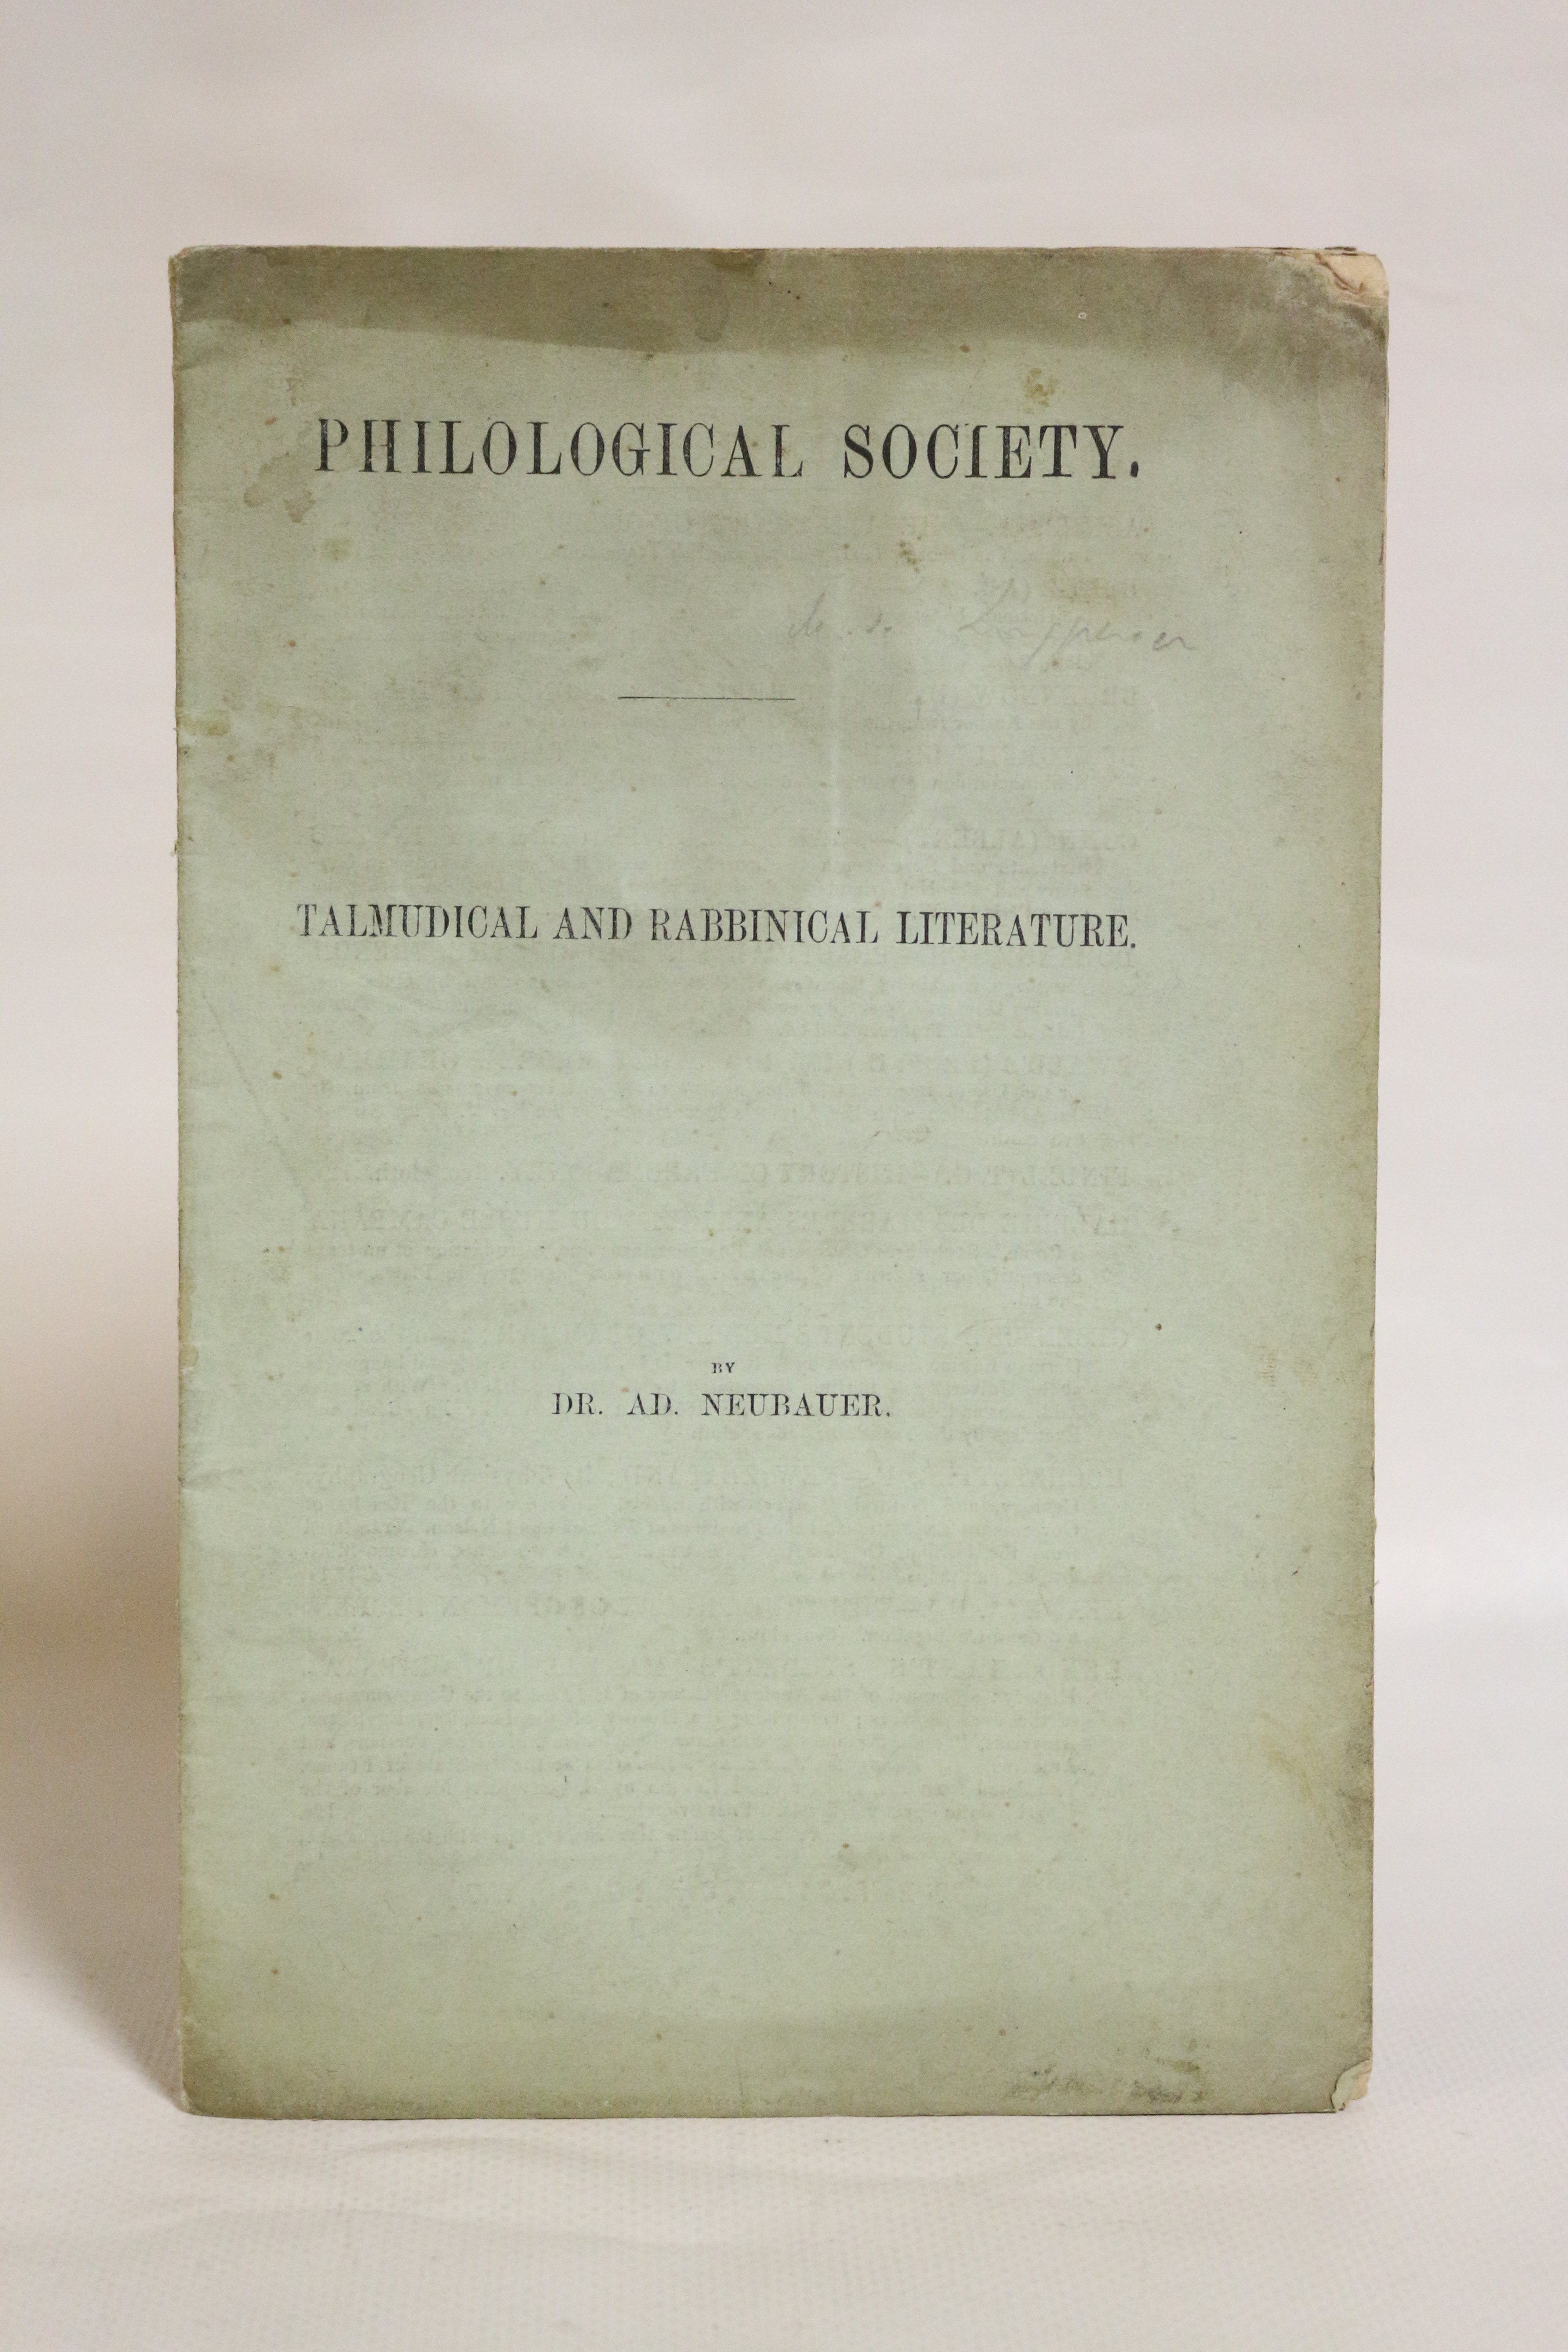 PHILOLOGICAL SOCIETY.
TALMUDICAL AND RABBINICAL LITERATURE.
BY
DR. AD. NEUBAUER.